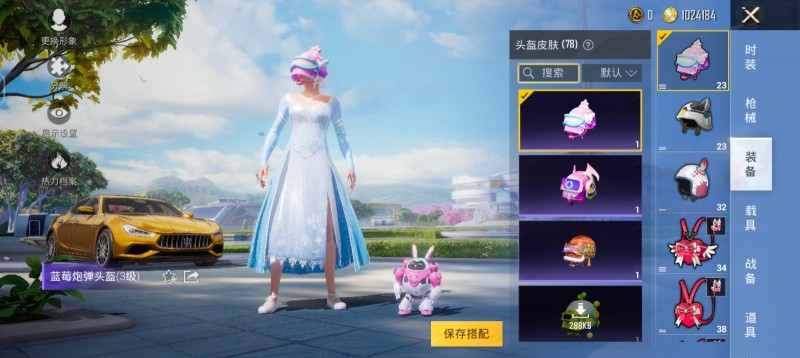 更换形象
分解
展示设置
热力档案
蓝莓炮弹头盔(3级)
保存搭配
0
1024184
头盔皮肤(78)
搜索
默认
1
1
1
288KB
23
23
32
34
38
时装
枪械
装备
载具
战备
道具